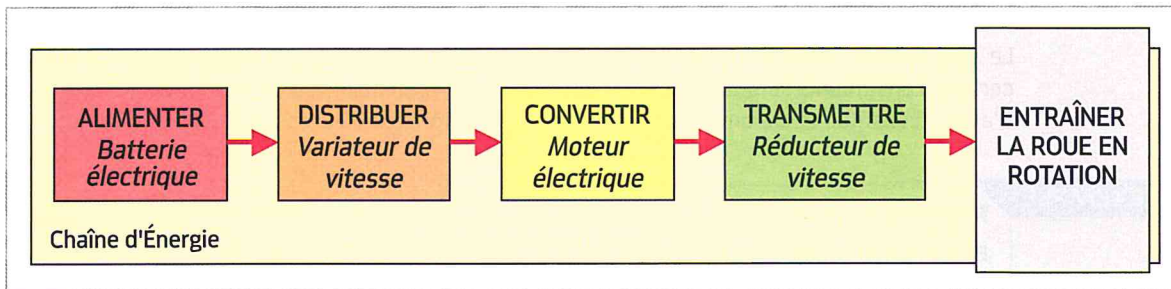 ALIMENTER
Batterie
électrique
DISTRIBUER
Variateur de
vitesse
CONVERTIR
Moteur
électrique
TRANSMETTRE
Réducteur de
vitesse
ENTRAÎNER
LA ROUE EN
ROTATION
Chaîne d'Énergie